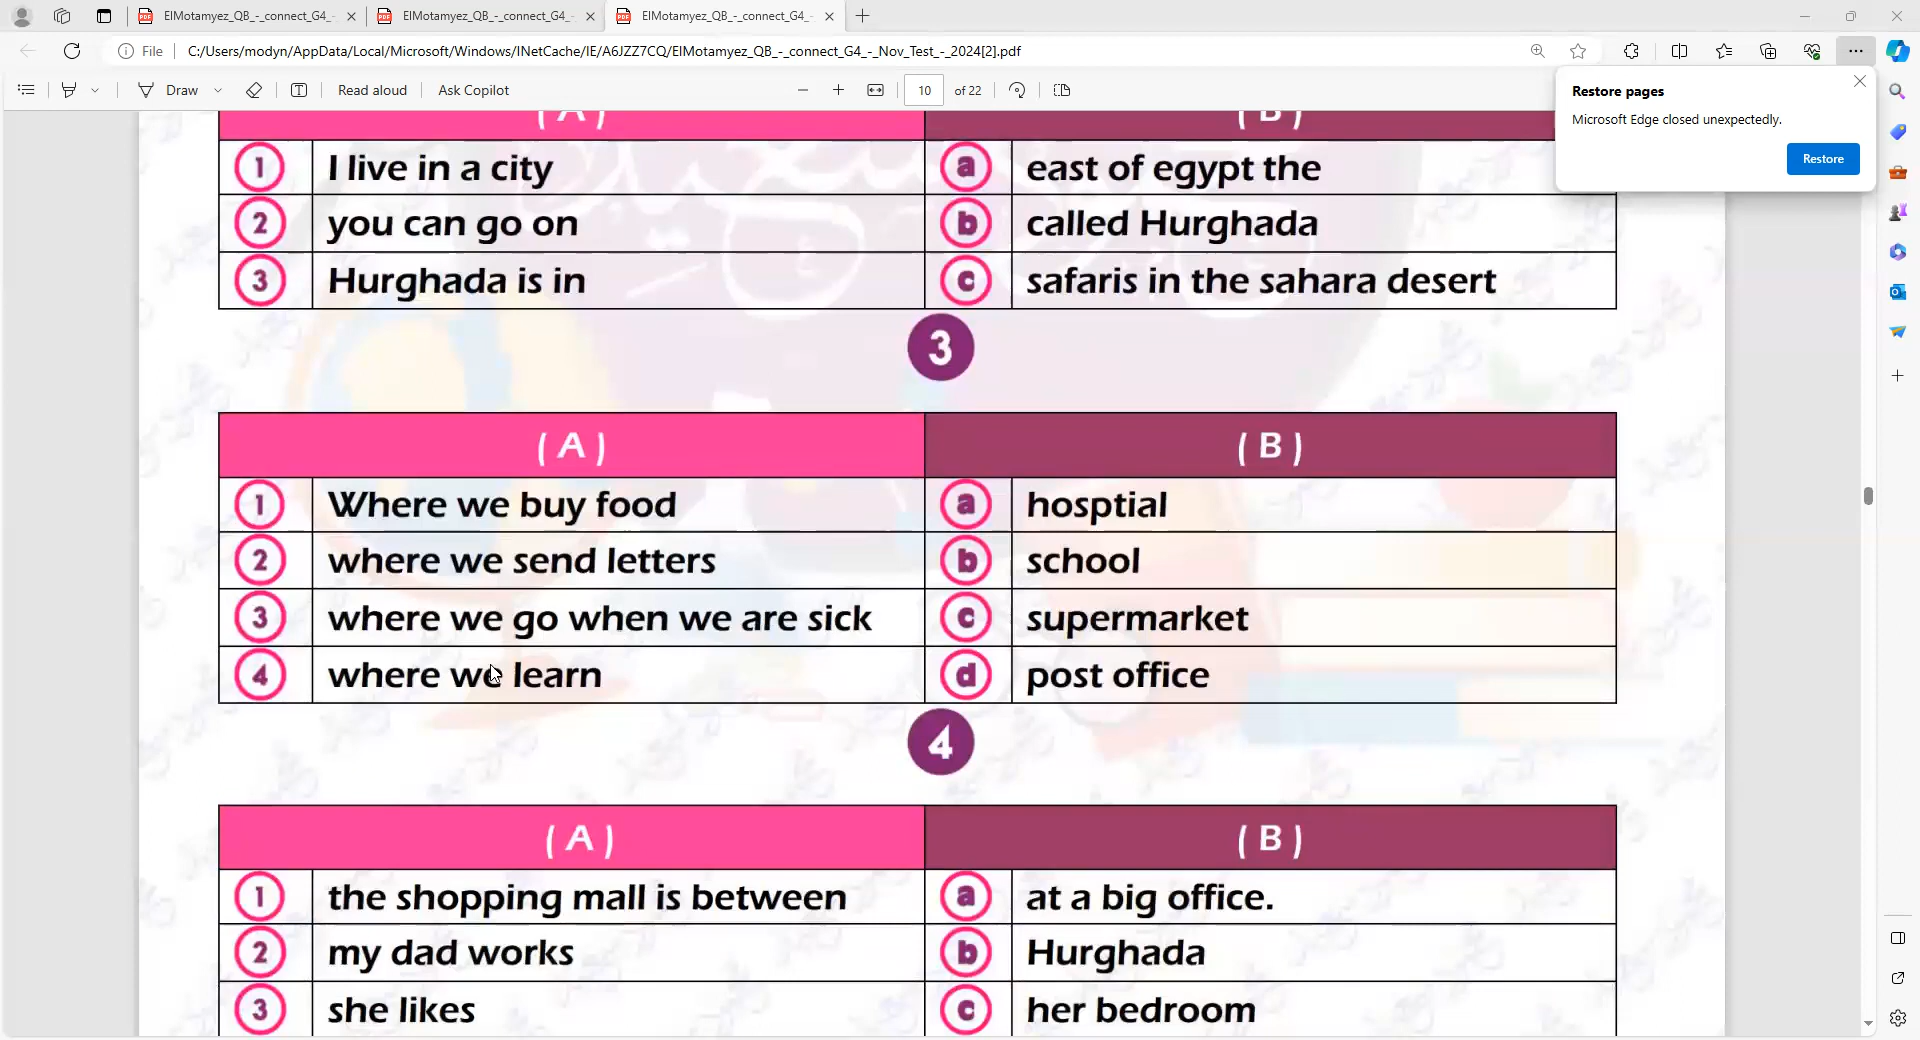 ElMotamyez_QB_-_connect_G4_-
ElMotamyez_QB_-_connect_G4_-
ElMotamyez_QB_-_connect_G4_-
File
C:/Users/modyn/AppData/Local/Microsoft/Windows/INetCache/IE/A6JZZ7CQ/ElMotamyez_QB_-_connect_G4_-_Nov_Test_-_2024[2].pdf
Draw
Read aloud
Ask Copilot
10 of 22
Restore pages
Microsoft Edge closed unexpectedly.
Restore
( A ) ( B )
1 I live in a city a east of egypt the
2 you can go on b called Hurghada
3 Hurghada is in c safaris in the sahara desert
3
( A ) ( B )
1 Where we buy food a hosptial
2 where we send letters b school
3 where we go when we are sick c supermarket
4 where we learn d post office
4
( A ) ( B )
1 the shopping mall is between a at a big office.
2 my dad works b Hurghada
3 she likes c her bedroom